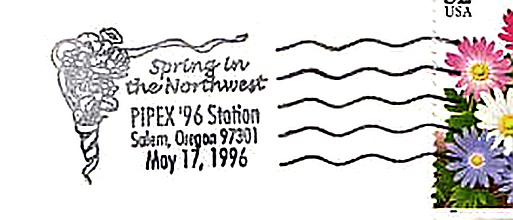 USA
Spring in
the Northwest
PIPEX '96 Station
Salem, Oregon 97301
May 17, 1996